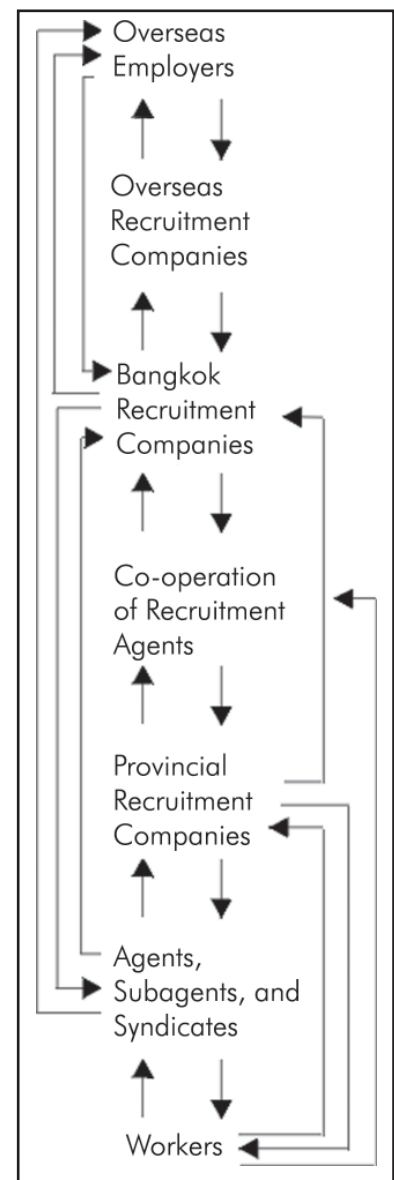 Overseas
Employers
Overseas
Recruitment
Companies
Bangkok
Recruitment
Companies
Co-operation
of Recruitment
Agents
Provincial
Recruitment
Companies
Agents,
Subagents, and
Syndicates
Workers